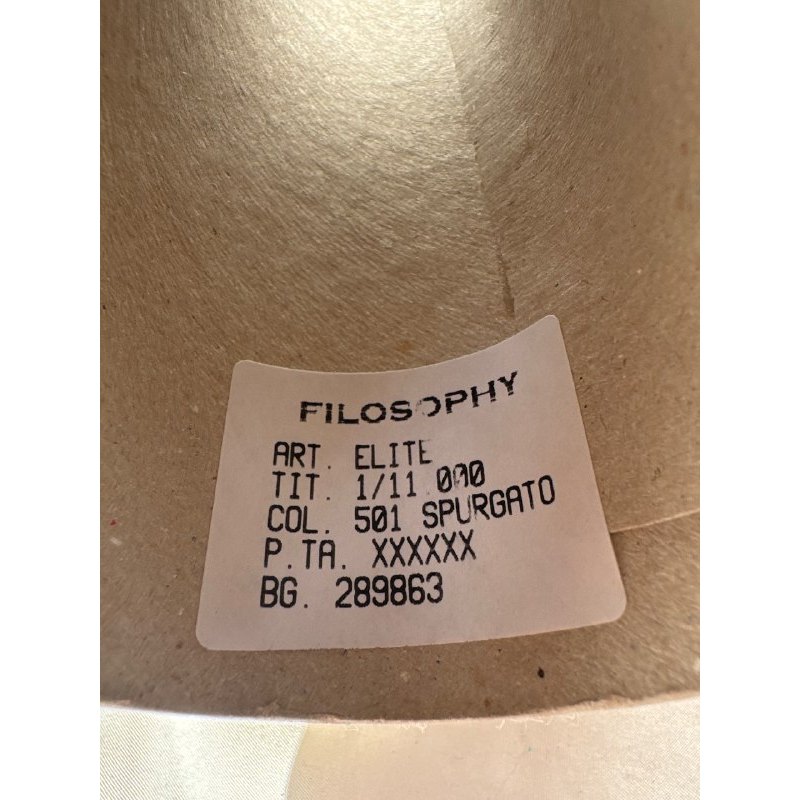 FILOSOPHY
ART. ELITE
TIT. 1/11.000
COL. 501 SPURGATO
P.TA. XXXXXX
BG. 289863